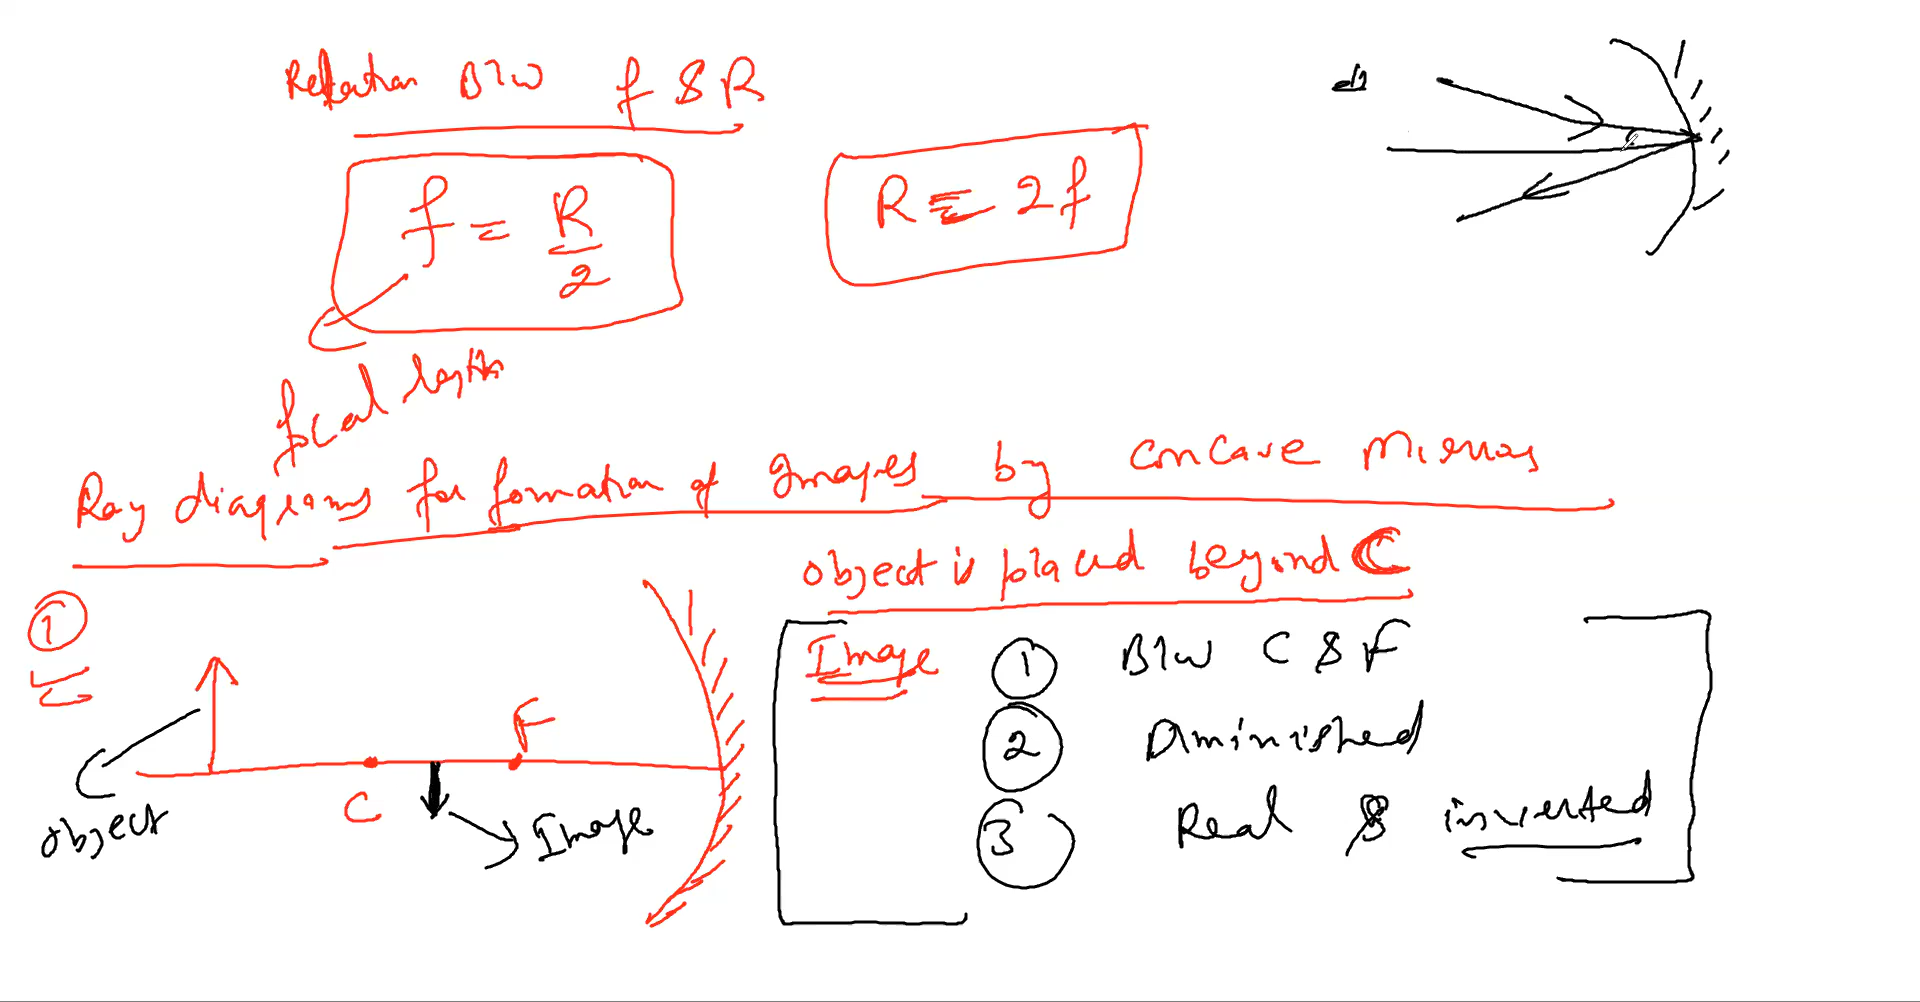 Relation B/w f & R
f = R/2
R = 2f
focal length
Ray diagrams for formation of Images by concave Mirrors
object is placed beyond C
1
Image
1 B/w C & F
2 Diminished
3 Real & inverted
F
C
object
Image